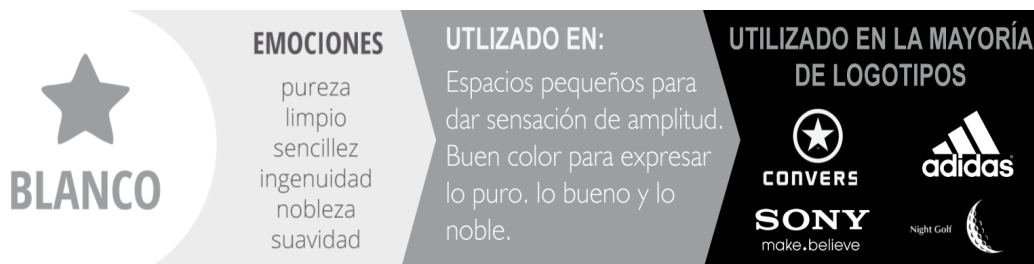 BLANCO
EMOCIONES
pureza
limpio
sencillez
ingenuidad
nobleza
suavidad
UTLIZADO EN:
Espacios pequeños para
dar sensación de amplitud.
Buen color para expresar
lo puro. lo bueno y lo
noble.
UTILIZADO EN LA MAYORÍA
DE LOGOTIPOS
CONVERS
adidas
SONY
make.believe
Night Golf